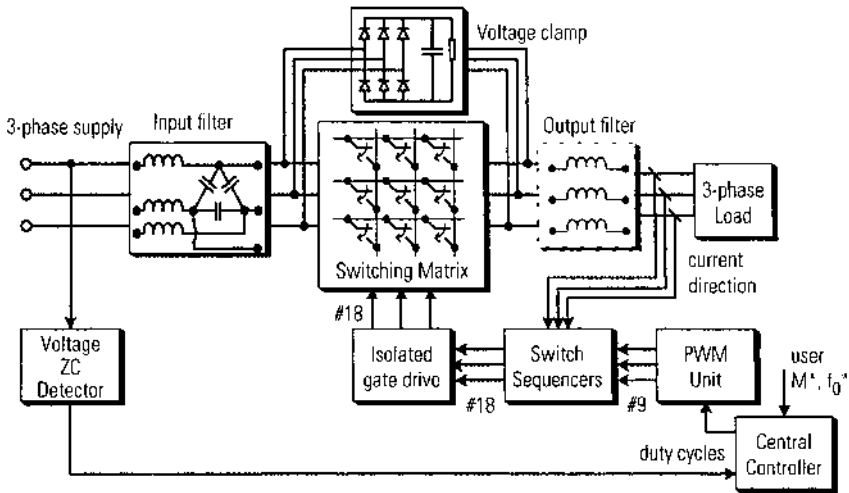 Voltage clamp
3-phase supply
Input filter
Output filter
3-phase
Load
Switching Matrix
current
direction
#18
Voltage
ZC
Detector
Isolated
gate drive
Switch
Sequencers
PWM
Unit
user
M*, f0*
#18
#9
duty cycles
Central
Controller